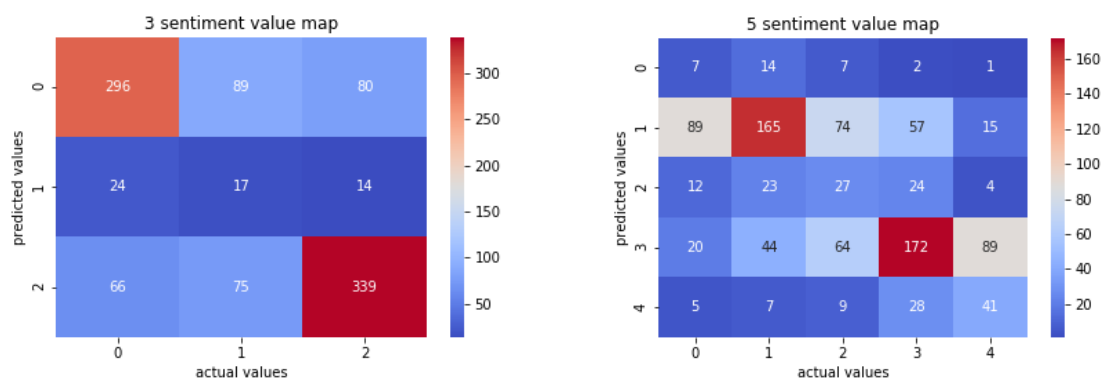 3 sentiment value map
predicted values
0
296 89 80
1
24 17 14
2
66 75 339
0 1 2
actual values
300
250
200
150
100
50
5 sentiment value map
predicted values
0
7 14 7 2 1
1
89 165 74 57 15
2
12 23 27 24 4
3
20 44 64 172 89
4
5 7 9 28 41
0 1 2 3 4
actual values
160
140
120
100
80
60
40
20